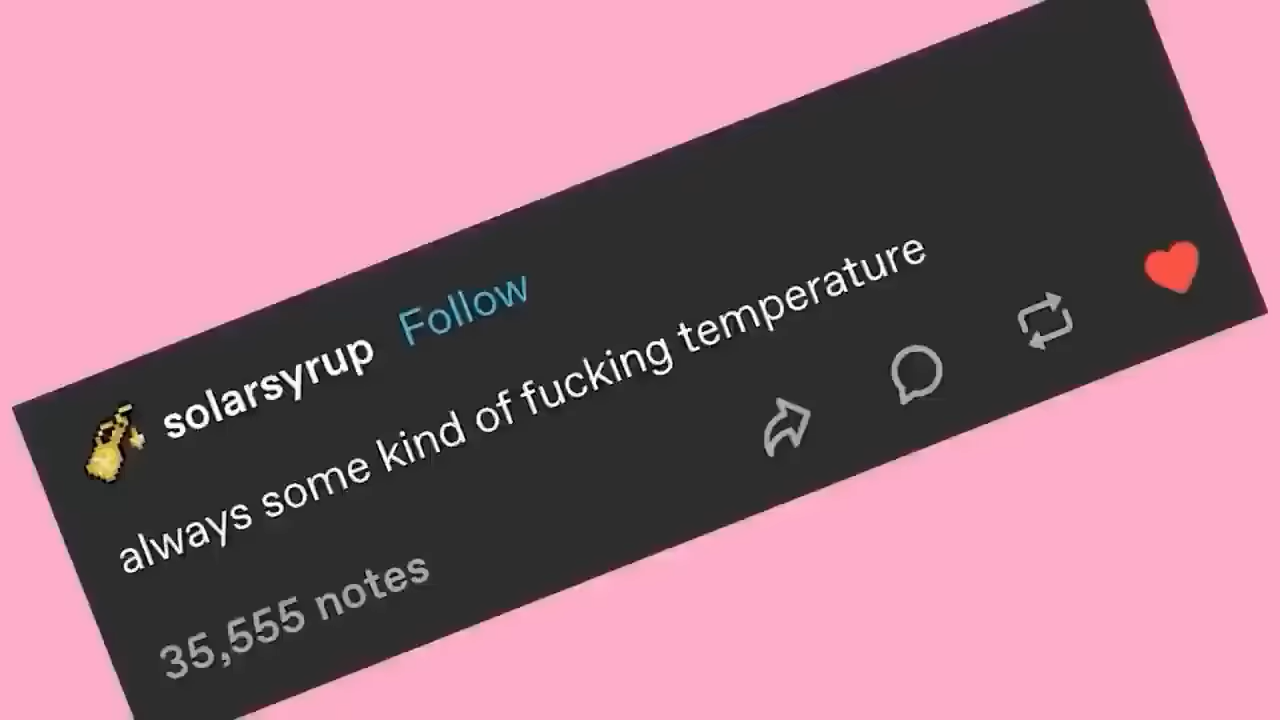 solarsyrup Follow
always some kind of fucking temperature
35,555 notes